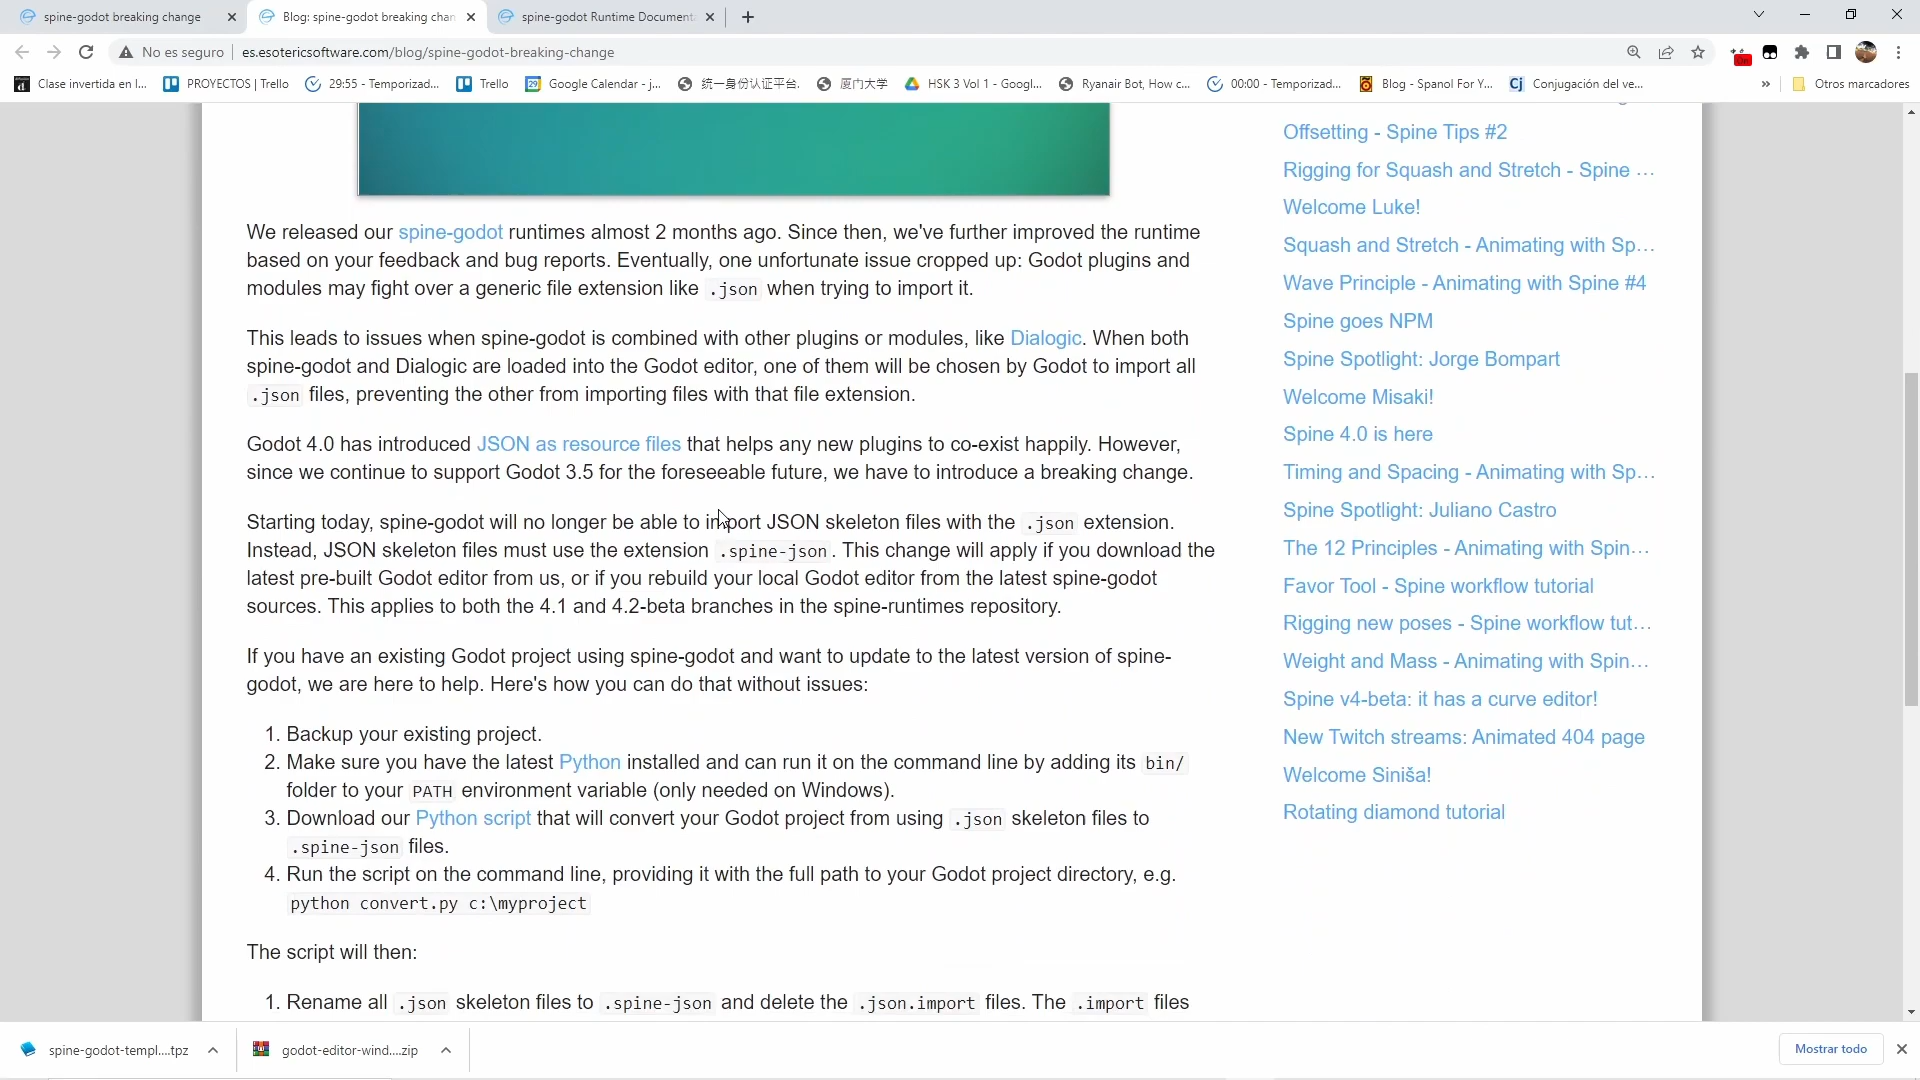 spine-godot breaking change
Blog: spine-godot breaking chan
spine-godot Runtime Document
No es seguro
es.esotericsoftware.com/blog/spine-godot-breaking-change
On
Clase invertida en l...
PROYECTOS | Trello
29:55 - Temporizad...
Trello
Google Calendar - j...
统一身份认证平台.
厦门大学
HSK 3 Vol 1 - Googl...
Ryanair Bot, How c...
00:00 - Temporizad...
Blog - Spanol For Y...
Conjugación del ve...
»
Otros marcadores
We released our spine-godot runtimes almost 2 months ago. Since then, we've further improved the runtime
based on your feedback and bug reports. Eventually, one unfortunate issue cropped up: Godot plugins and
modules may fight over a generic file extension like .json when trying to import it.
This leads to issues when spine-godot is combined with other plugins or modules, like Dialogic. When both
spine-godot and Dialogic are loaded into the Godot editor, one of them will be chosen by Godot to import all
.json files, preventing the other from importing files with that file extension.
Godot 4.0 has introduced JSON as resource files that helps any new plugins to co-exist happily. However,
since we continue to support Godot 3.5 for the foreseeable future, we have to introduce a breaking change.
Starting today, spine-godot will no longer be able to import JSON skeleton files with the .json extension.
Instead, JSON skeleton files must use the extension .spine-json. This change will apply if you download the
latest pre-built Godot editor from us, or if you rebuild your local Godot editor from the latest spine-godot
sources. This applies to both the 4.1 and 4.2-beta branches in the spine-runtimes repository.
If you have an existing Godot project using spine-godot and want to update to the latest version of spine-
godot, we are here to help. Here's how you can do that without issues:
1. Backup your existing project.
2. Make sure you have the latest Python installed and can run it on the command line by adding its bin/
folder to your PATH environment variable (only needed on Windows).
3. Download our Python script that will convert your Godot project from using .json skeleton files to
.spine-json files.
4. Run the script on the command line, providing it with the full path to your Godot project directory, e.g.
python convert.py c:\myproject
The script will then:
1. Rename all .json skeleton files to .spine-json and delete the .json.import files. The .import files
Offsetting - Spine Tips #2
Rigging for Squash and Stretch - Spine ...
Welcome Luke!
Squash and Stretch - Animating with Sp...
Wave Principle - Animating with Spine #4
Spine goes NPM
Spine Spotlight: Jorge Bompart
Welcome Misaki!
Spine 4.0 is here
Timing and Spacing - Animating with Sp...
Spine Spotlight: Juliano Castro
The 12 Principles - Animating with Spin...
Favor Tool - Spine workflow tutorial
Rigging new poses - Spine workflow tut...
Weight and Mass - Animating with Spin...
Spine v4-beta: it has a curve editor!
New Twitch streams: Animated 404 page
Welcome Siniša!
Rotating diamond tutorial
spine-godot-templ....tpz
godot-editor-wind....zip
Mostrar todo